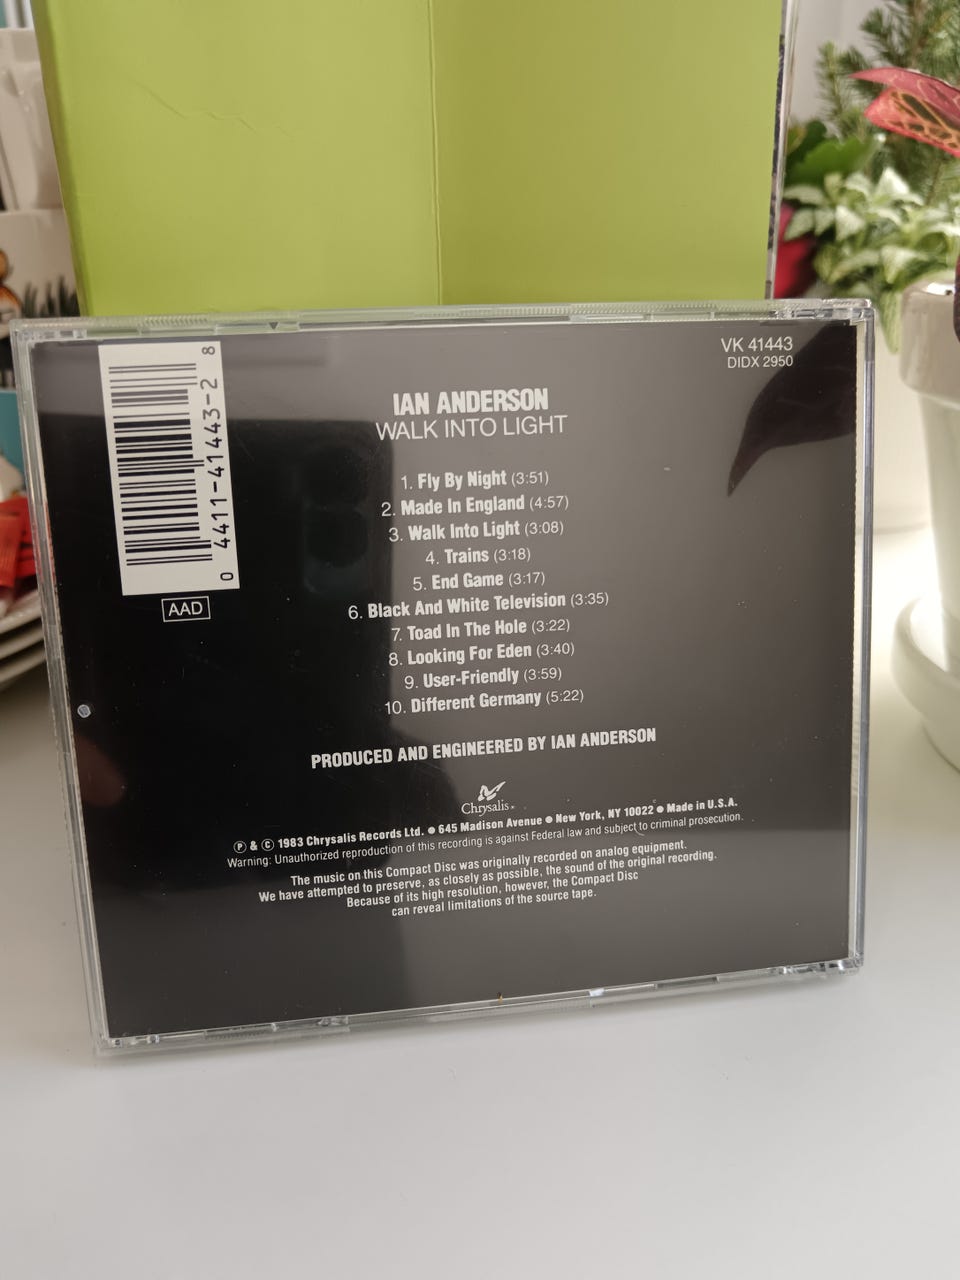 VK 41443
DIDX 2950
0 4411-41443-2 8
AAD
IAN ANDERSON
WALK INTO LIGHT
1. Fly By Night (3:51)
2. Made In England (4:57)
3. Walk Into Light (3:08)
4. Trains (3:18)
5. End Game (3:17)
6. Black And White Television (3:35)
7. Toad In The Hole (3:22)
8. Looking For Eden (3:40)
9. User-Friendly (3:59)
10. Different Germany (5:22)
PRODUCED AND ENGINEERED BY IAN ANDERSON
Chrysalis
Ⓟ & © 1983 Chrysalis Records Ltd. ● 645 Madison Avenue ● New York, NY 10022 ● Made in U.S.A.
Warning: Unauthorized reproduction of this recording is against Federal law and subject to criminal prosecution.
The music on this Compact Disc was originally recorded on analog equipment.
We have attempted to preserve, as closely as possible, the sound of the original recording.
Because of its high resolution, however, the Compact Disc
can reveal limitations of the source tape.